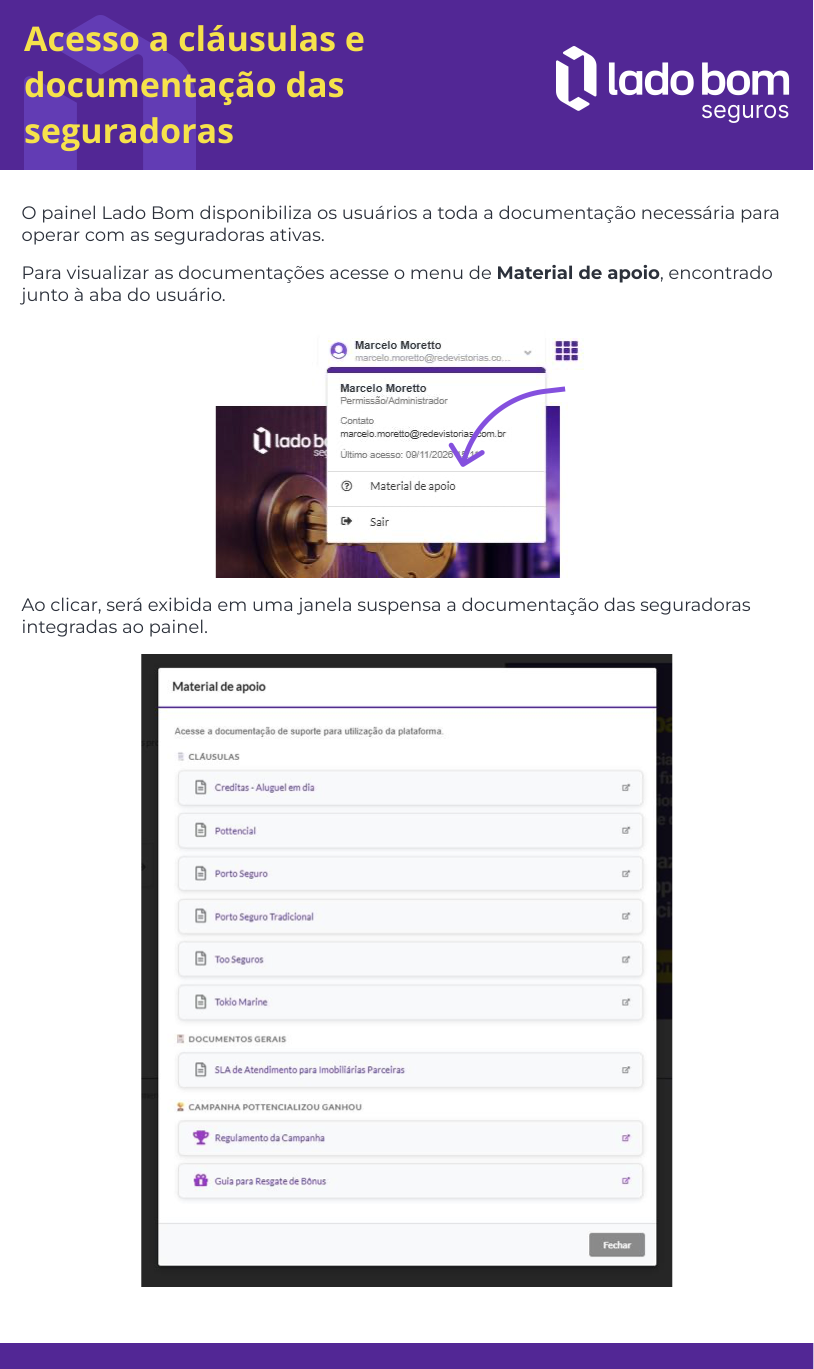 Acesso a cláusulas e
documentação das
seguradoras
lado bom
seguros
O painel Lado Bom disponibiliza os usuários a toda a documentação necessária para
operar com as seguradoras ativas.
Para visualizar as documentações acesse o menu de Material de apoio, encontrado
junto à aba do usuário.
Marcelo Moretto
marcelo.moretto@redevistorias.co...
Marcelo Moretto
Permissão/Administrador
Contato
marcelo.moretto@redevistorias.com.br
Último acesso: 09/11/2026
lado b
se
Material de apoio
Sair
Ao clicar, será exibida em uma janela suspensa a documentação das seguradoras
integradas ao painel.
Material de apoio
Acesse a documentação de suporte para utilização da plataforma.
CLÁUSULAS
Creditas - Aluguel em dia
Pottencial
Porto Seguro
Porto Seguro Tradicional
Too Seguros
Tokio Marine
DOCUMENTOS GERAIS
SLA de Atendimento para Imobiliárias Parceiras
CAMPANHA POTTENCIALIZOU GANHOU
Regulamento da Campanha
Guia para Resgate de Bônus
Fechar